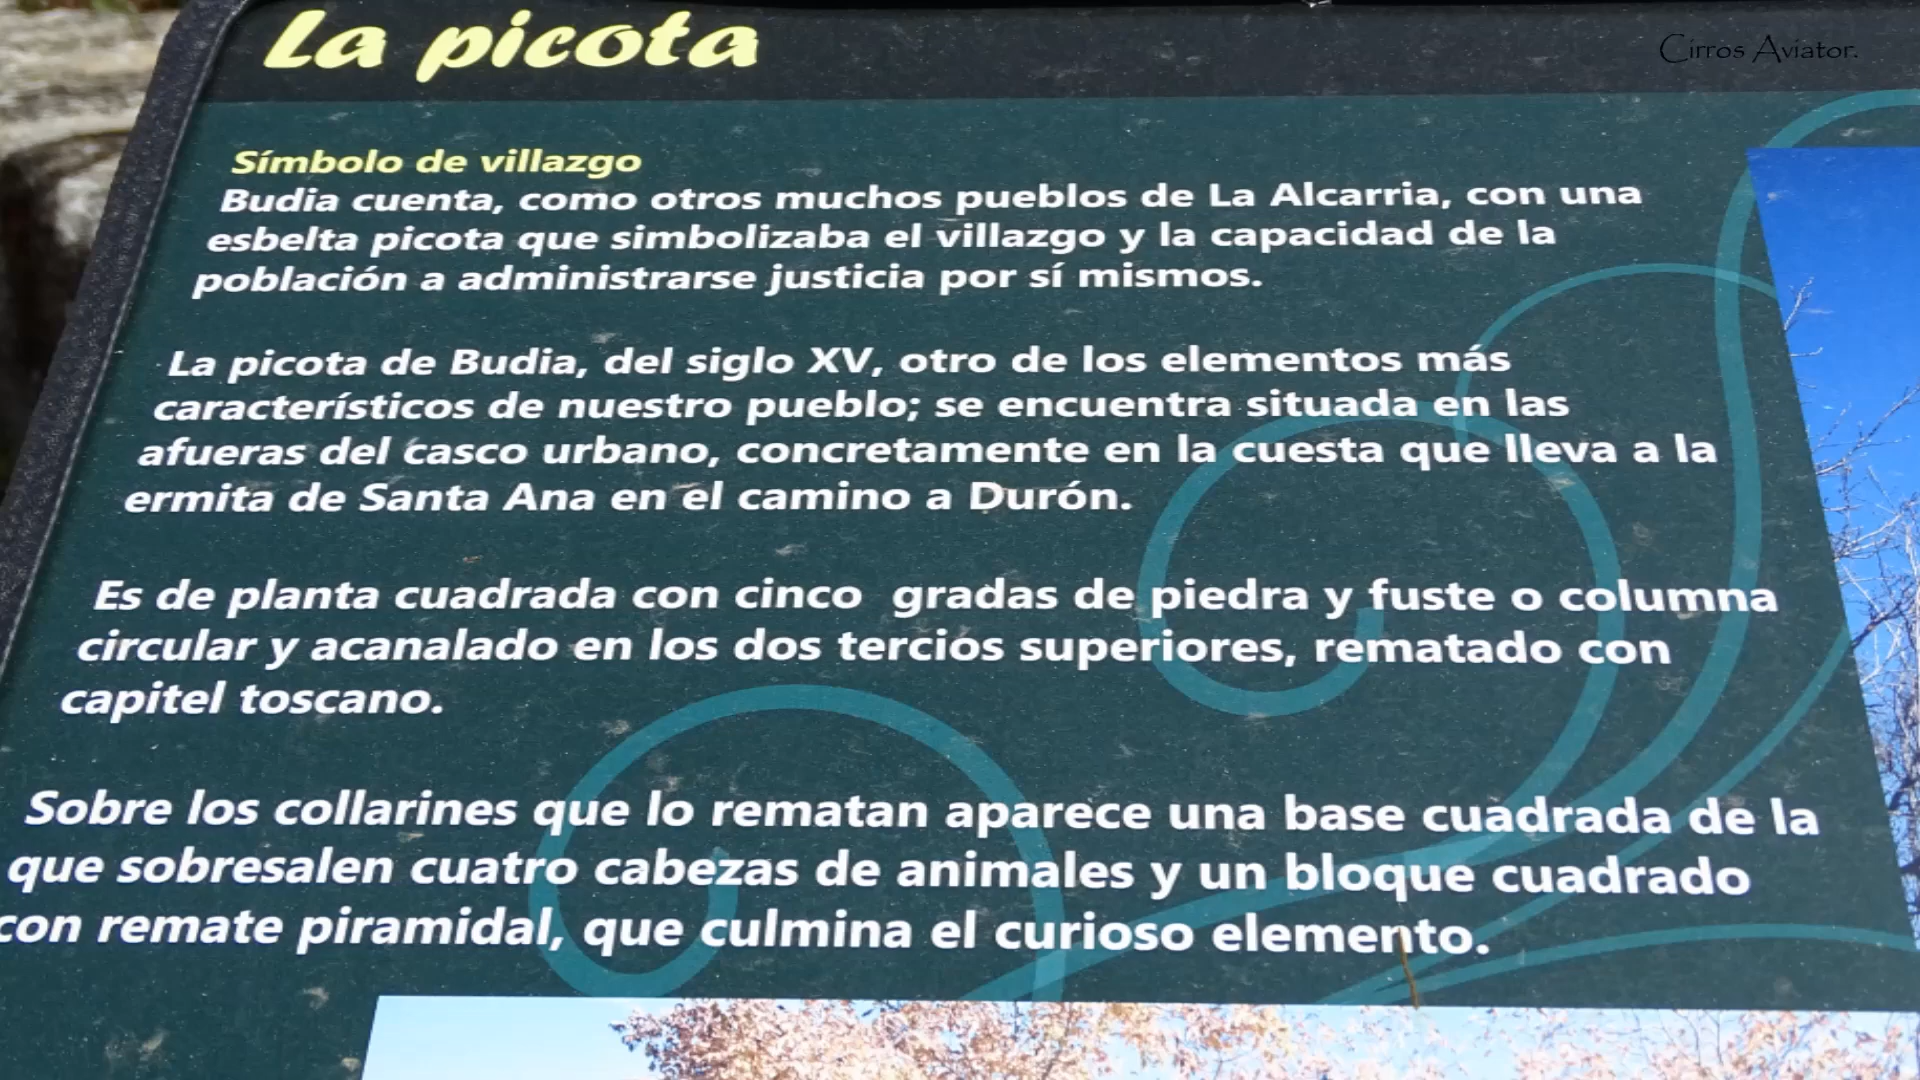 La picota
Cirros Aviator.
Símbolo de villazgo
Budia cuenta, como otros muchos pueblos de La Alcarria, con una
esbelta picota que simbolizaba el villazgo y la capacidad de la
población a administrarse justicia por sí mismos.
La picota de Budia, del siglo XV, otro de los elementos más
característicos de nuestro pueblo; se encuentra situada en las
afueras del casco urbano, concretamente en la cuesta que lleva a la
ermita de Santa Ana en el camino a Durón.
Es de planta cuadrada con cinco gradas de piedra y fuste o columna
circular y acanalado en los dos tercios superiores, rematado con
capitel toscano.
Sobre los collarines que lo rematan aparece una base cuadrada de la
que sobresalen cuatro cabezas de animales y un bloque cuadrado
con remate piramidal, que culmina el curioso elemento.